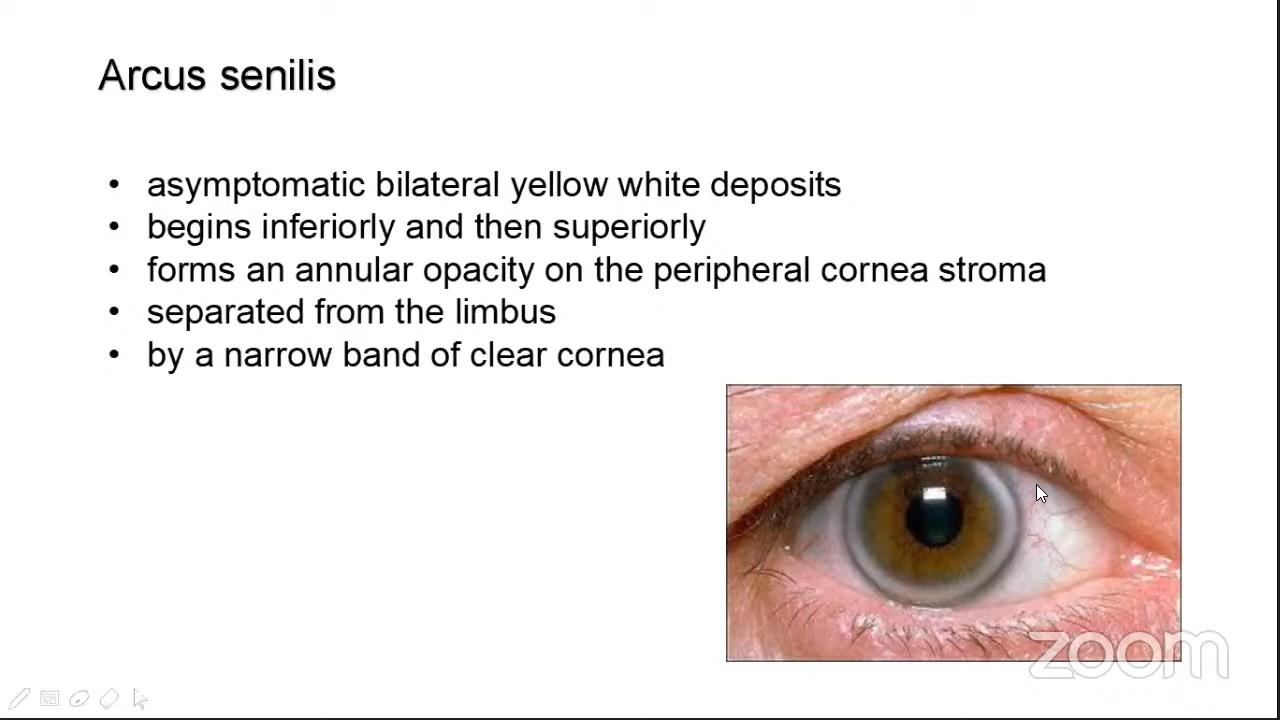 Arcus senilis
• asymptomatic bilateral yellow white deposits
• begins inferiorly and then superiorly
• forms an annular opacity on the peripheral cornea stroma
• separated from the limbus
• by a narrow band of clear cornea
zoom